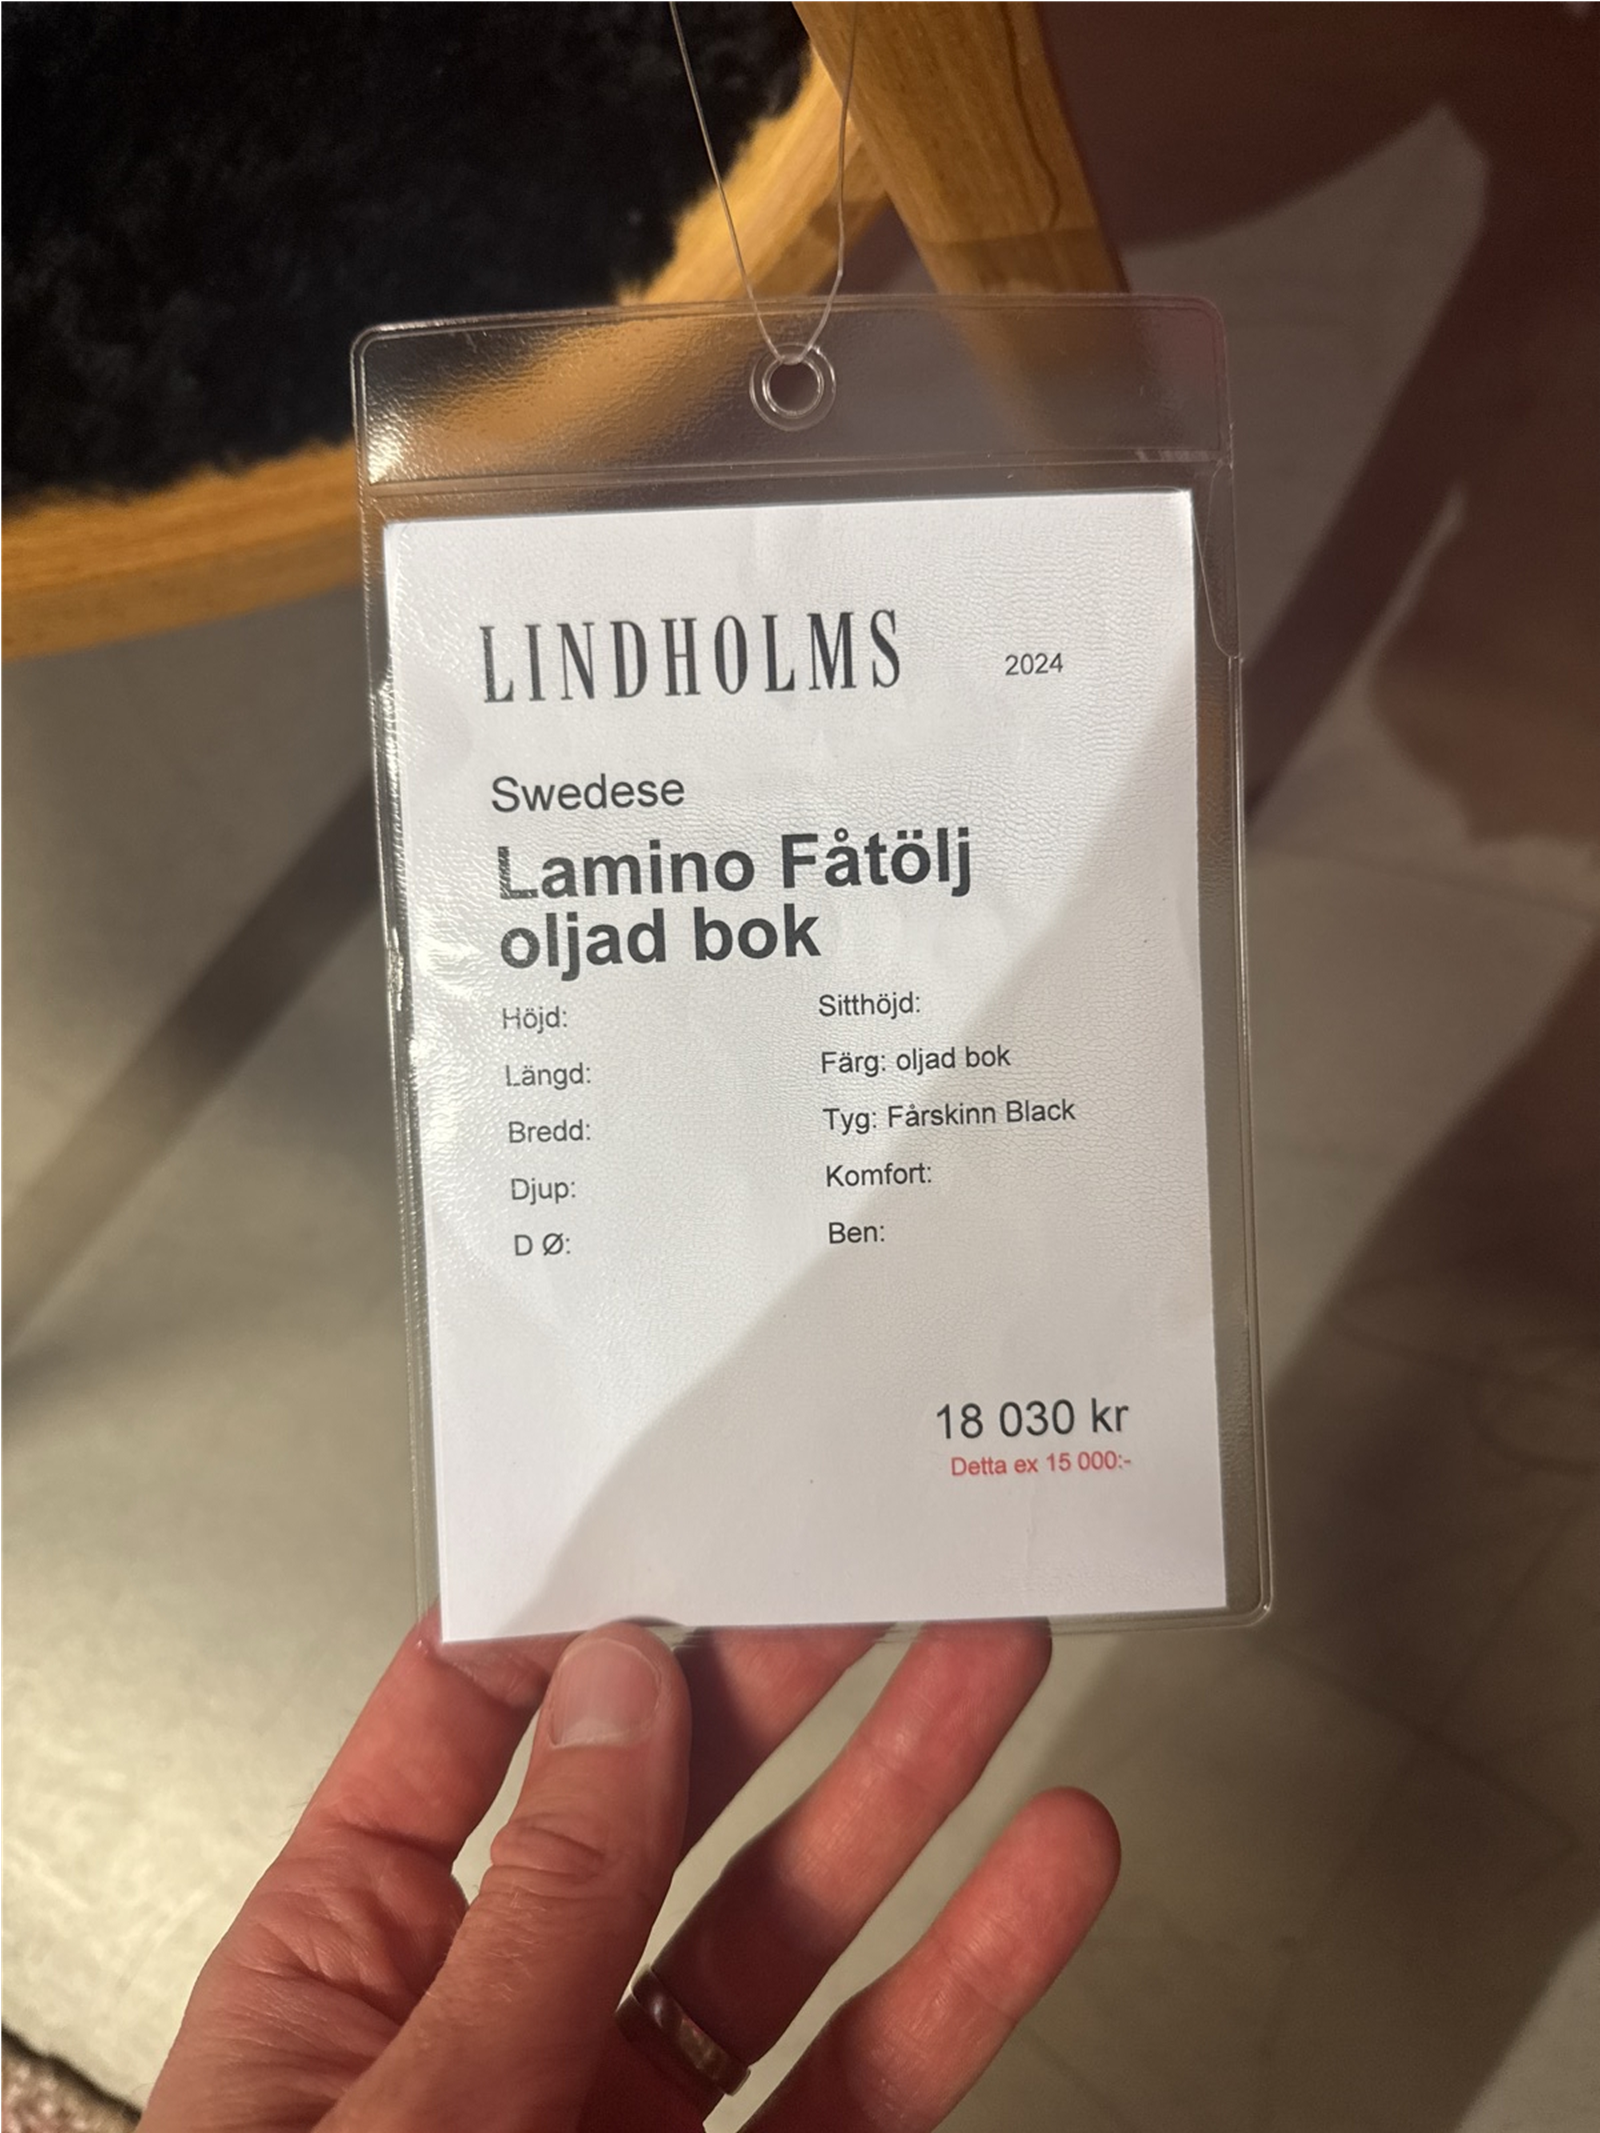 LINDHOLMS 2024
Swedese
Lamino Fåtölj
oljad bok
Höjd: Sitthöjd:
Längd: Färg: oljad bok
Bredd: Tyg: Fårskinn Black
Djup: Komfort:
D Ø: Ben:
18 030 kr
Detta ex 15 000:-